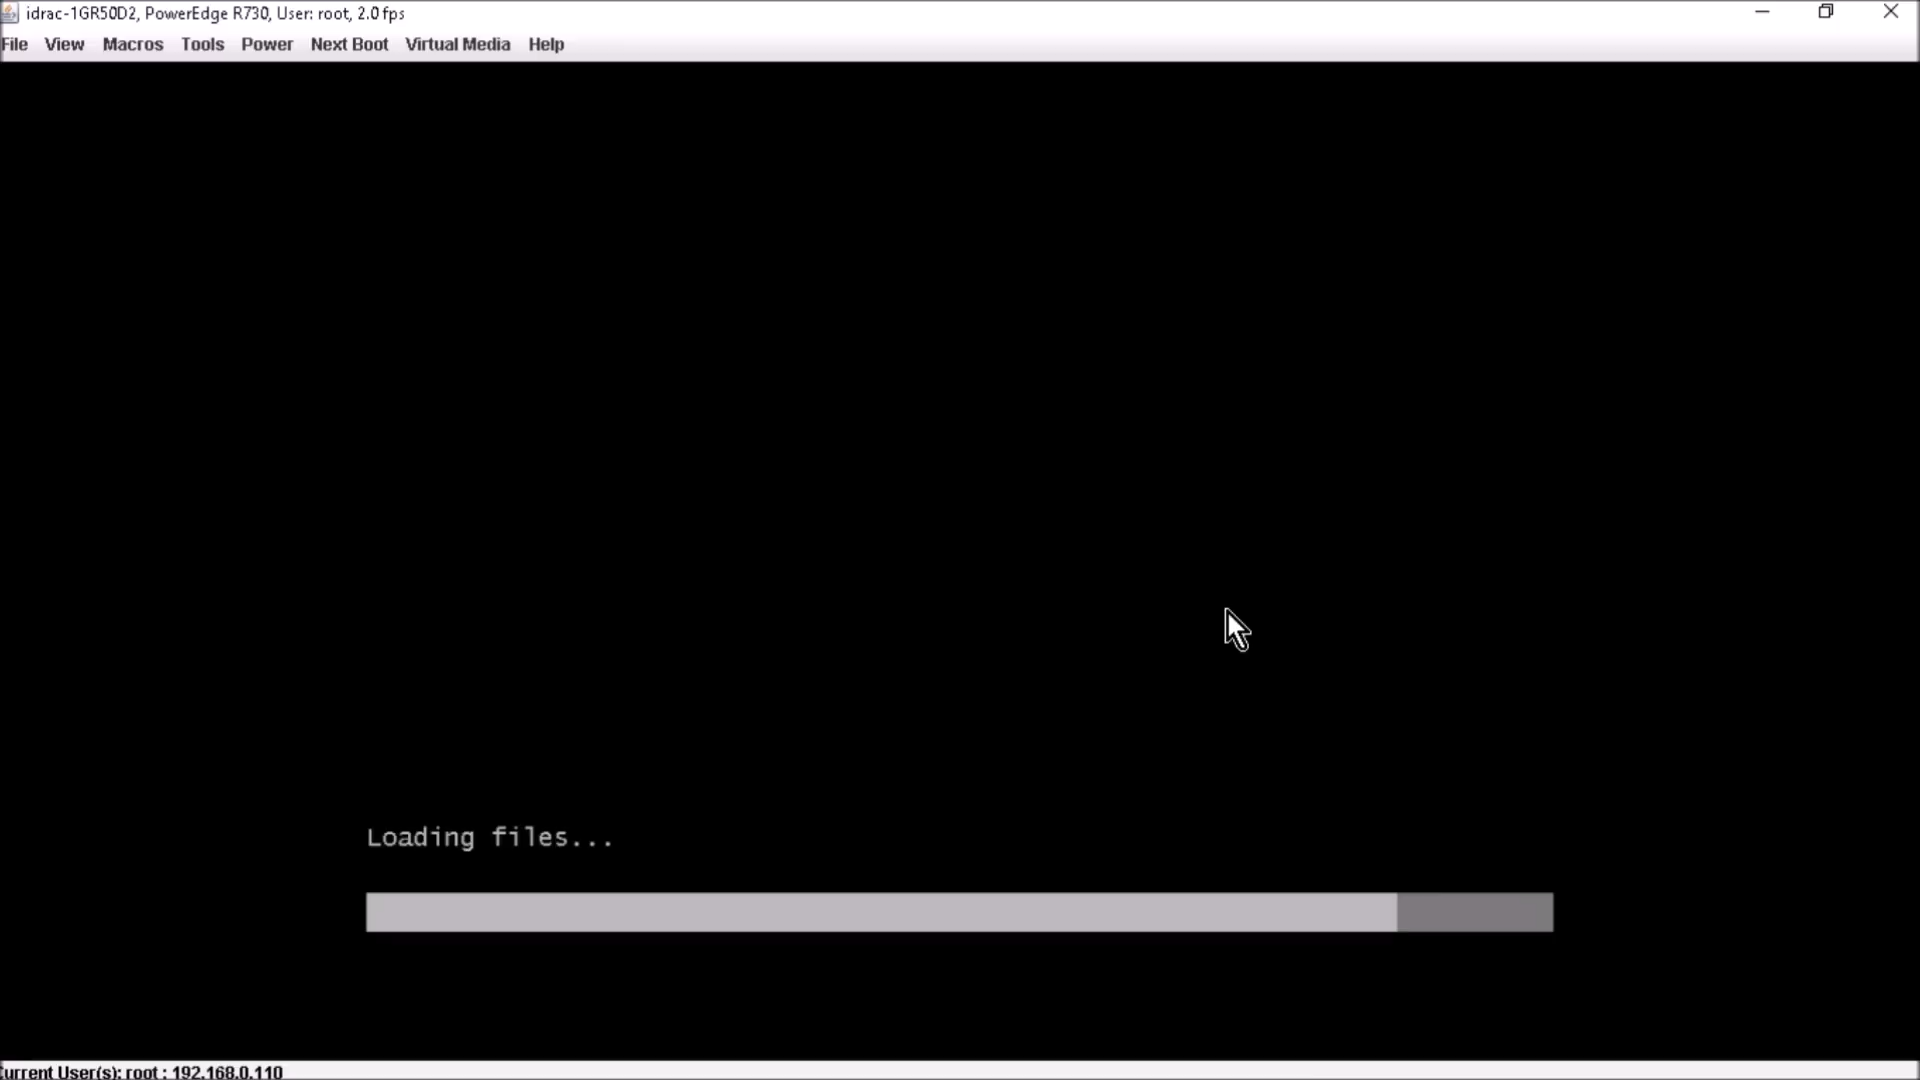 idrac-1GR50D2, PowerEdge R730, User: root, 2.0 fps
File View Macros Tools Power Next Boot Virtual Media Help
Loading files...
urrent User(s): root : 192.168.0.110